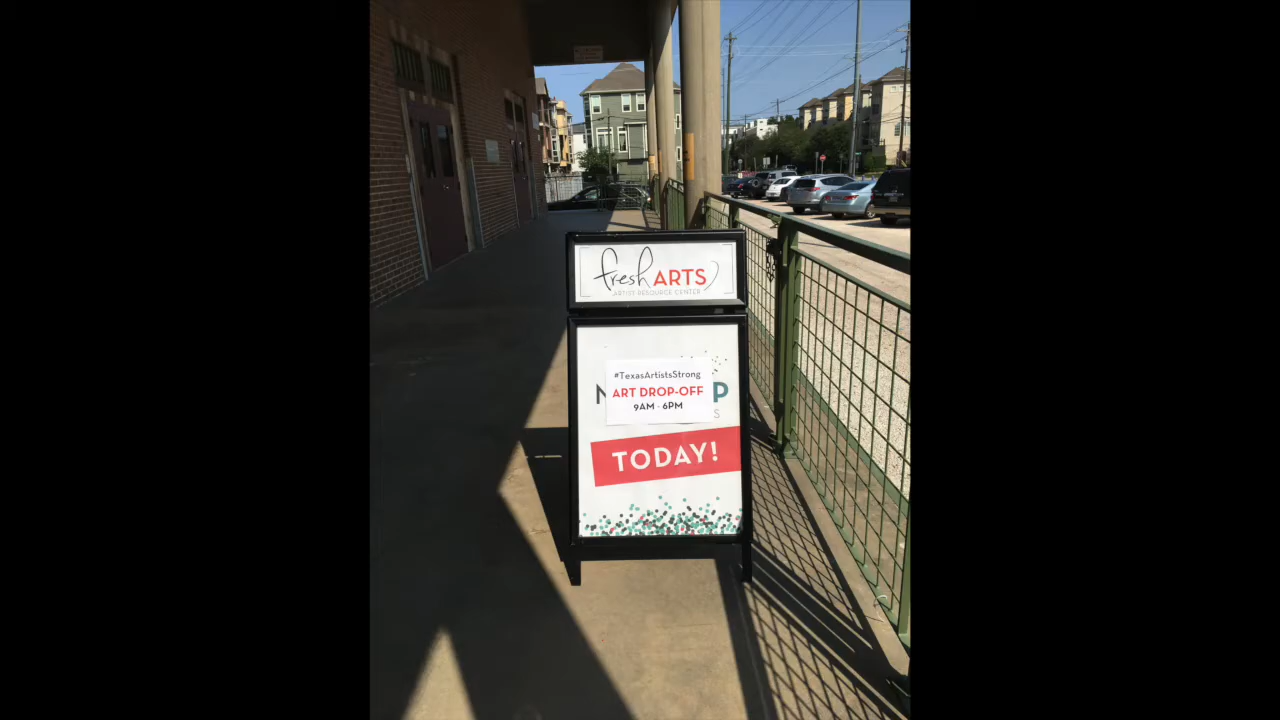 fresh ARTS
ARTIST RESOURCE CENTER
#TexasArtistsStrong
ART DROP-OFF
9AM - 6PM
TODAY!